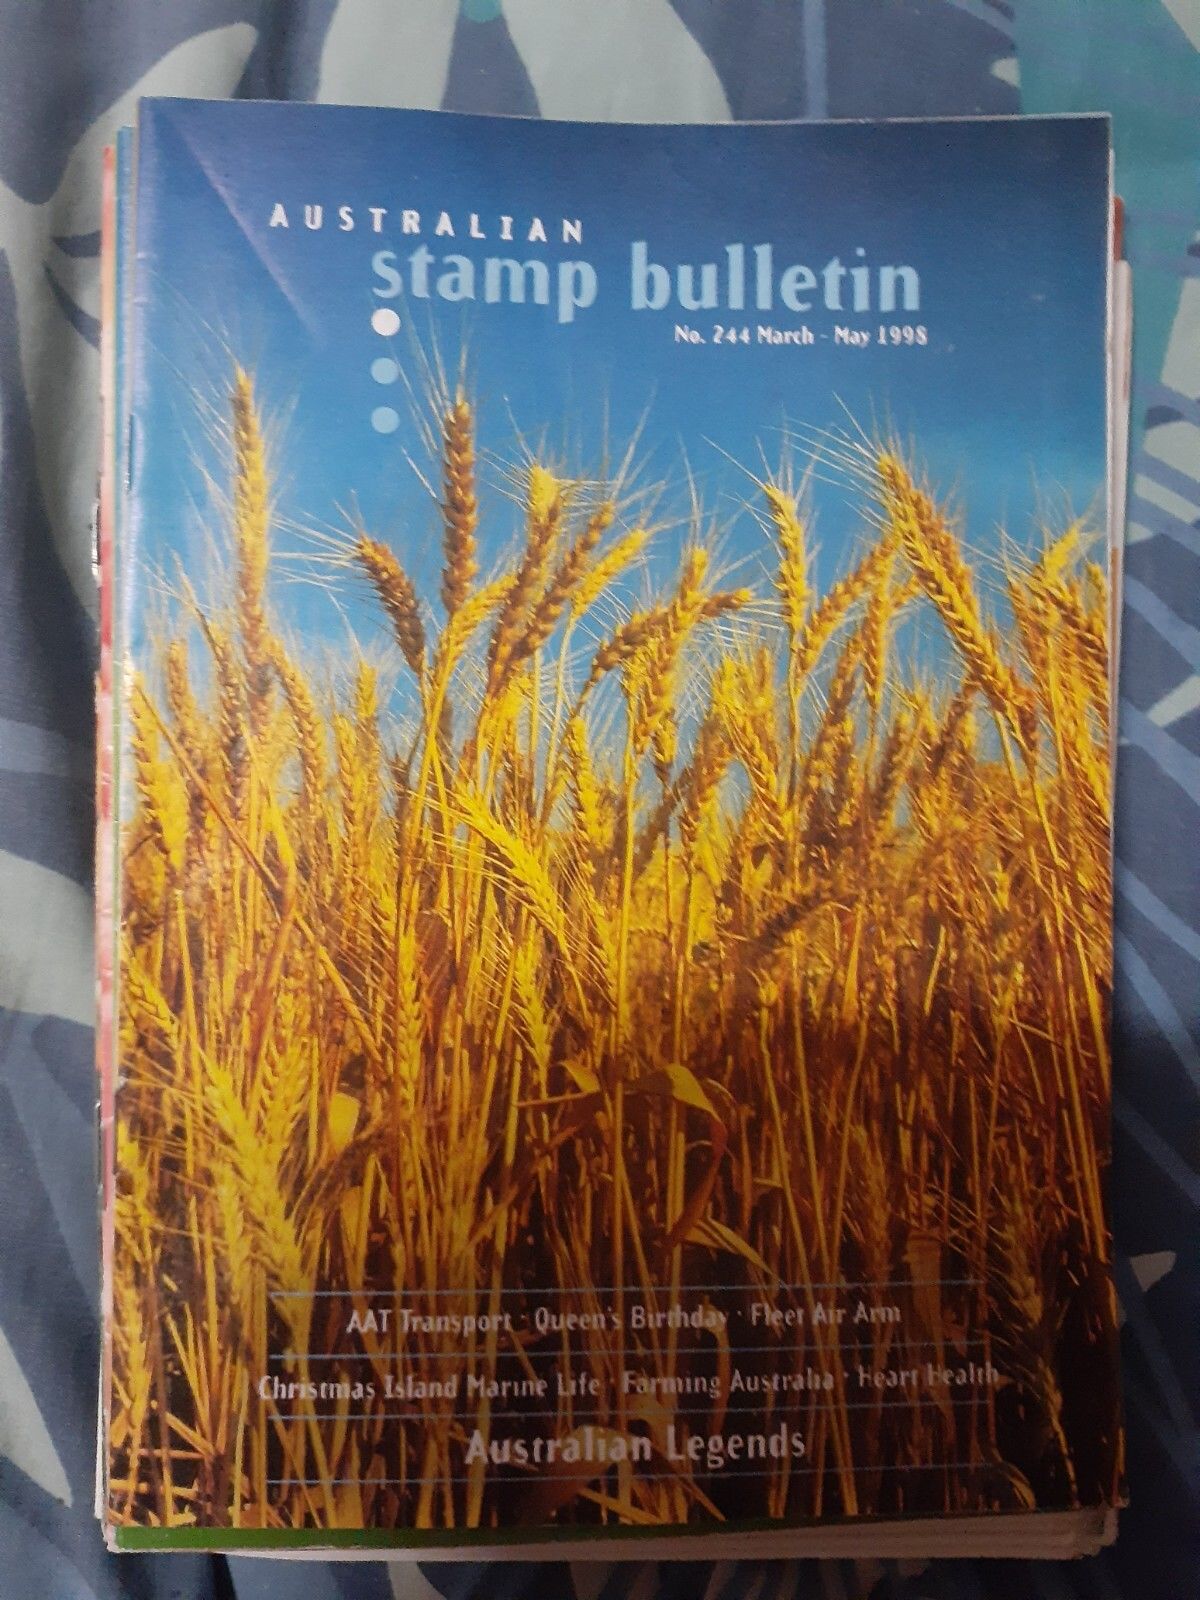 AUSTRALIAN
stamp bulletin
No. 244 March - May 1998
AAT Transport · Queen's Birthday · Fleet Air Arm
Christmas Island Marine Life · Farming Australia · Heart Health
Australian Legends